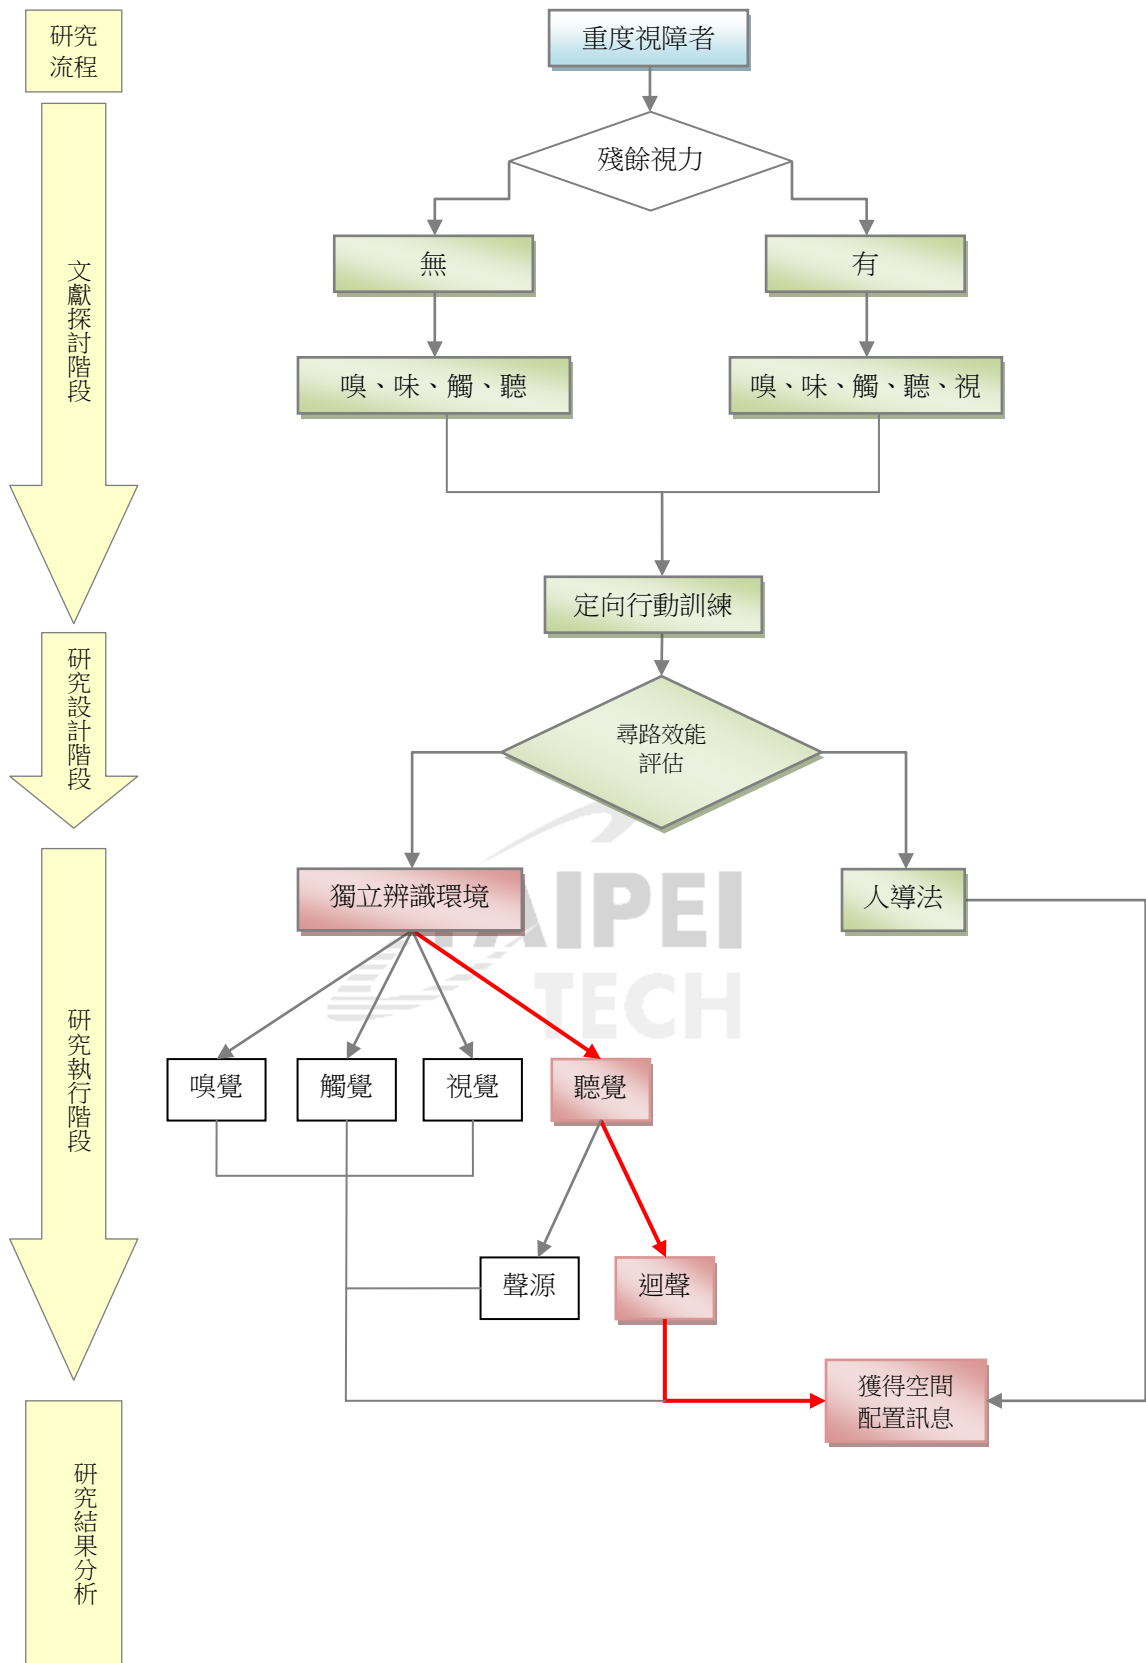 研究
流程
重度視障者
殘餘視力
無
有
文獻探討階段
嗅、味、觸、聽
嗅、味、觸、聽、視
定向行動訓練
研究設計階段
尋路效能
評估
獨立辨識環境
人導法
TAIPEI
TECH
研究執行階段
嗅覺
觸覺
視覺
聽覺
聲源
迴聲
獲得空間
配置訊息
研究結果分析